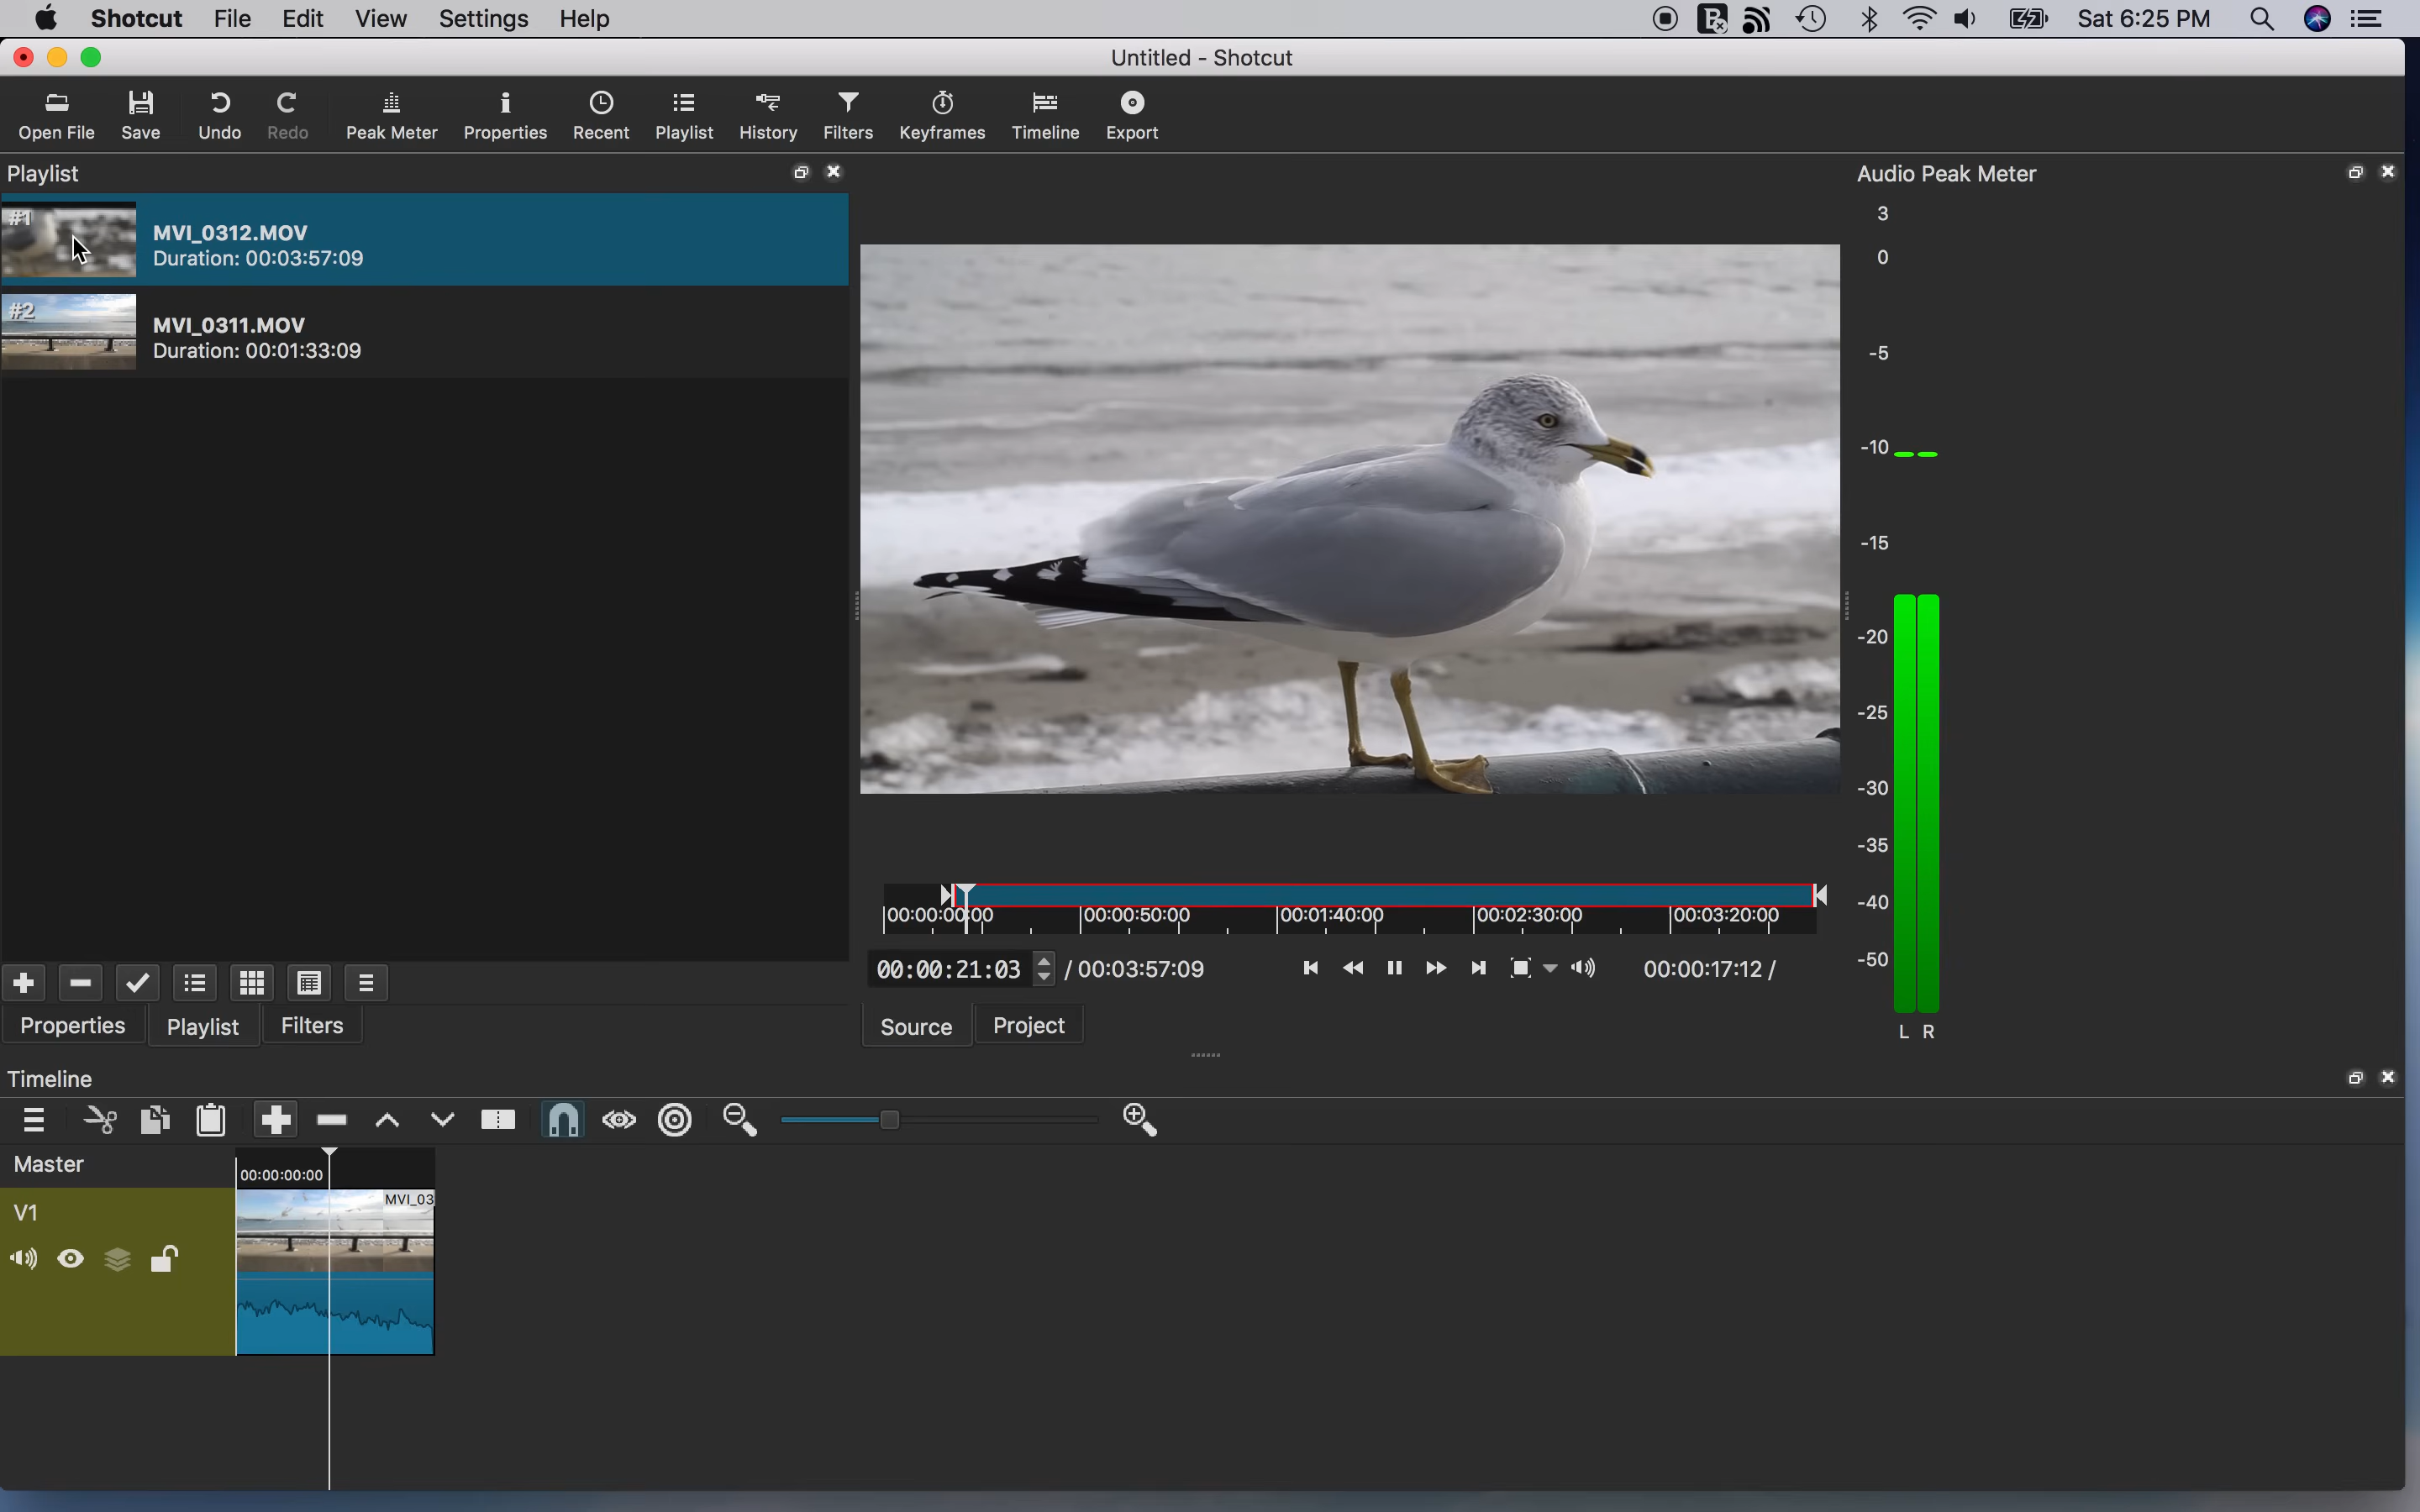 Shotcut File Edit View Settings Help Sat 6:25 PM
Untitled - Shotcut
Open File Save Undo Redo Peak Meter Properties Recent Playlist History Filters Keyframes Timeline Export
Playlist
#1
MVI_0312.MOV
Duration: 00:03:57:09
#2
MVI_0311.MOV
Duration: 00:01:33:09
Properties Playlist Filters
00:00:00:00 00:00:50:00 00:01:40:00 00:02:30:00 00:03:20:00
00:00:21:03 / 00:03:57:09 00:00:17:12 /
Source Project
Audio Peak Meter
3
0
-5
-10
-15
-20
-25
-30
-35
-40
-50
L R
Timeline
Master
00:00:00:00
V1
MVI_03